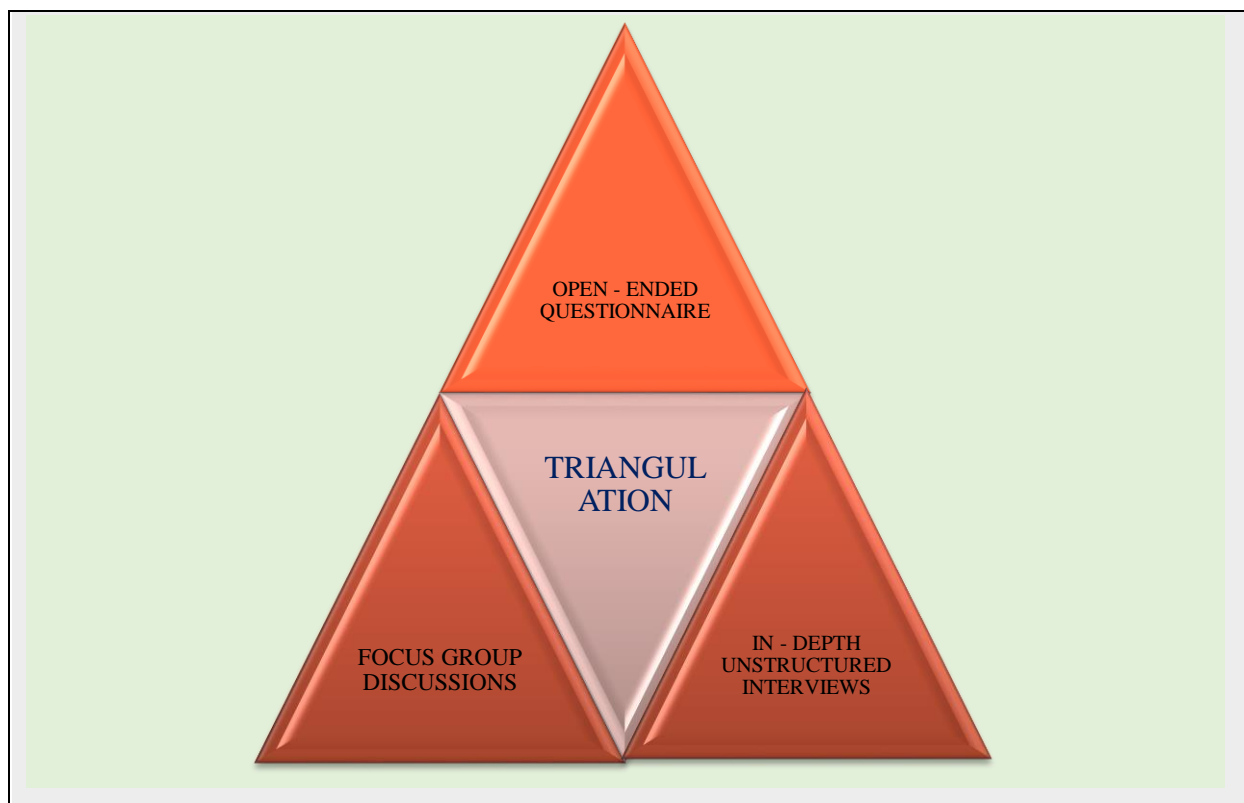 OPEN - ENDED
QUESTIONNAIRE
TRIANGUL
ATION
FOCUS GROUP
DISCUSSIONS
IN - DEPTH
UNSTRUCTURED
INTERVIEWS